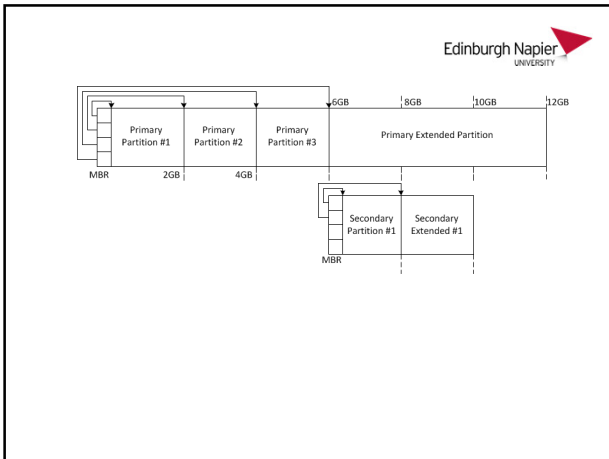 Edinburgh Napier
UNIVERSITY
6GB 8GB 10GB 12GB
Primary Partition #1
Primary Partition #2
Primary Partition #3
Primary Extended Partition
MBR 2GB 4GB
Secondary Partition #1
Secondary Extended #1
MBR